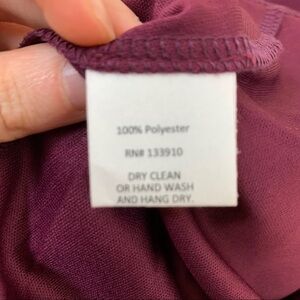 100% Polyester
RN# 133910
DRY CLEAN
OR HAND WASH
AND HANG DRY.